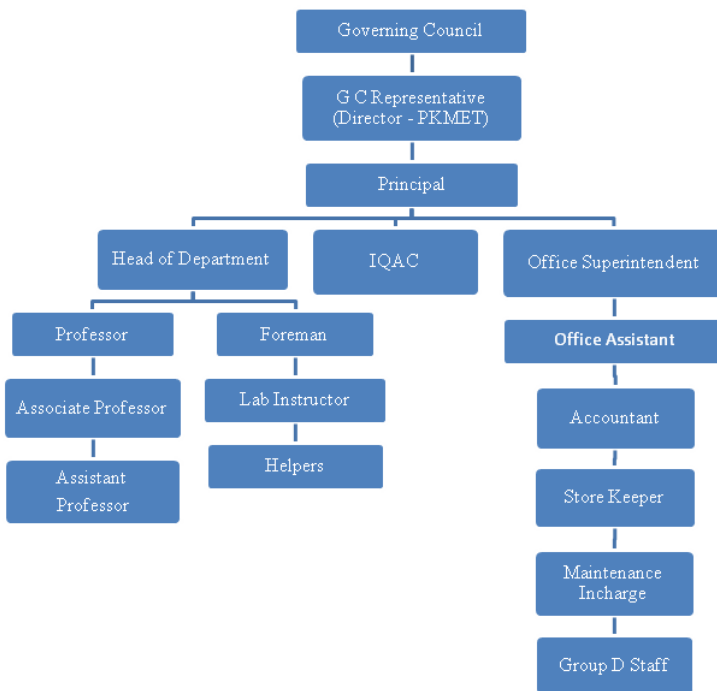 Governing Council
G C Representative
(Director - PKMET)
Principal
Head of Department
IQAC
Office Superintendent
Professor
Foreman
Office Assistant
Associate Professor
Lab Instructor
Accountant
Assistant
Professor
Helpers
Store Keeper
Maintenance
Incharge
Group D Staff